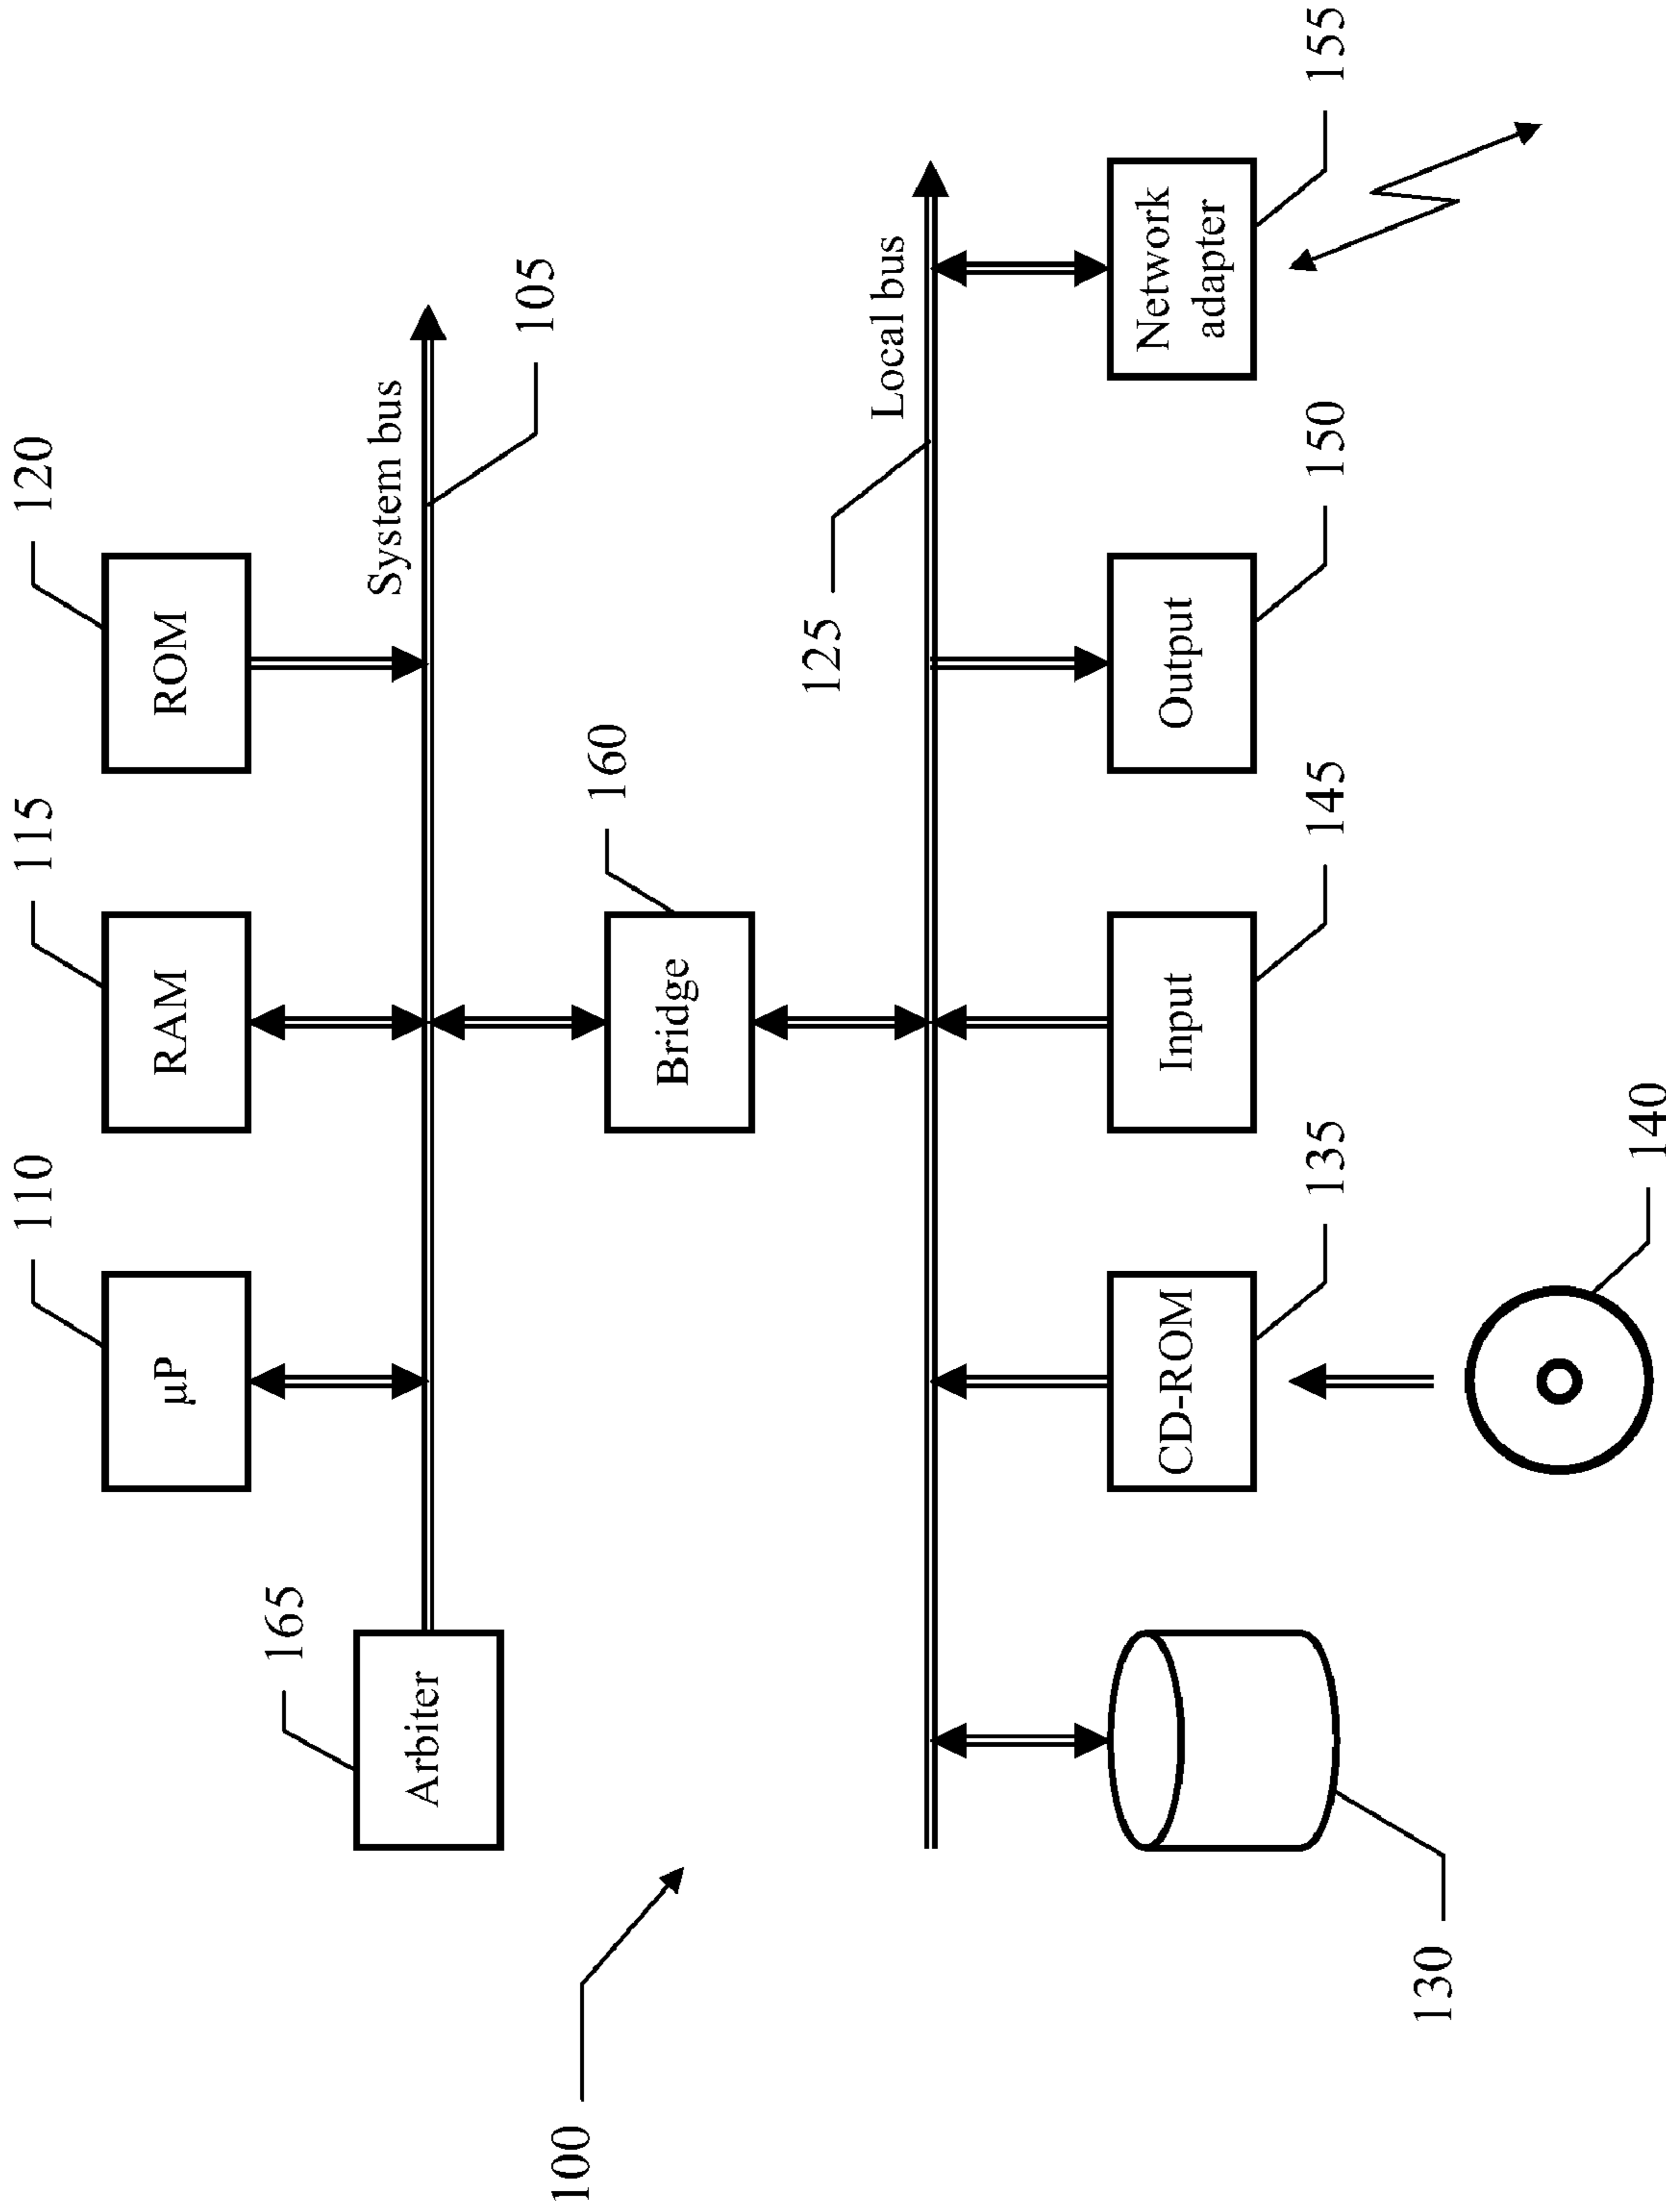 110
115
120
μP
RAM
ROM
165
System bus
Arbiter
105
100
160
Bridge
125
Local bus
CD-ROM
Input
Output
Network
adapter
130
135
145
150
155
140